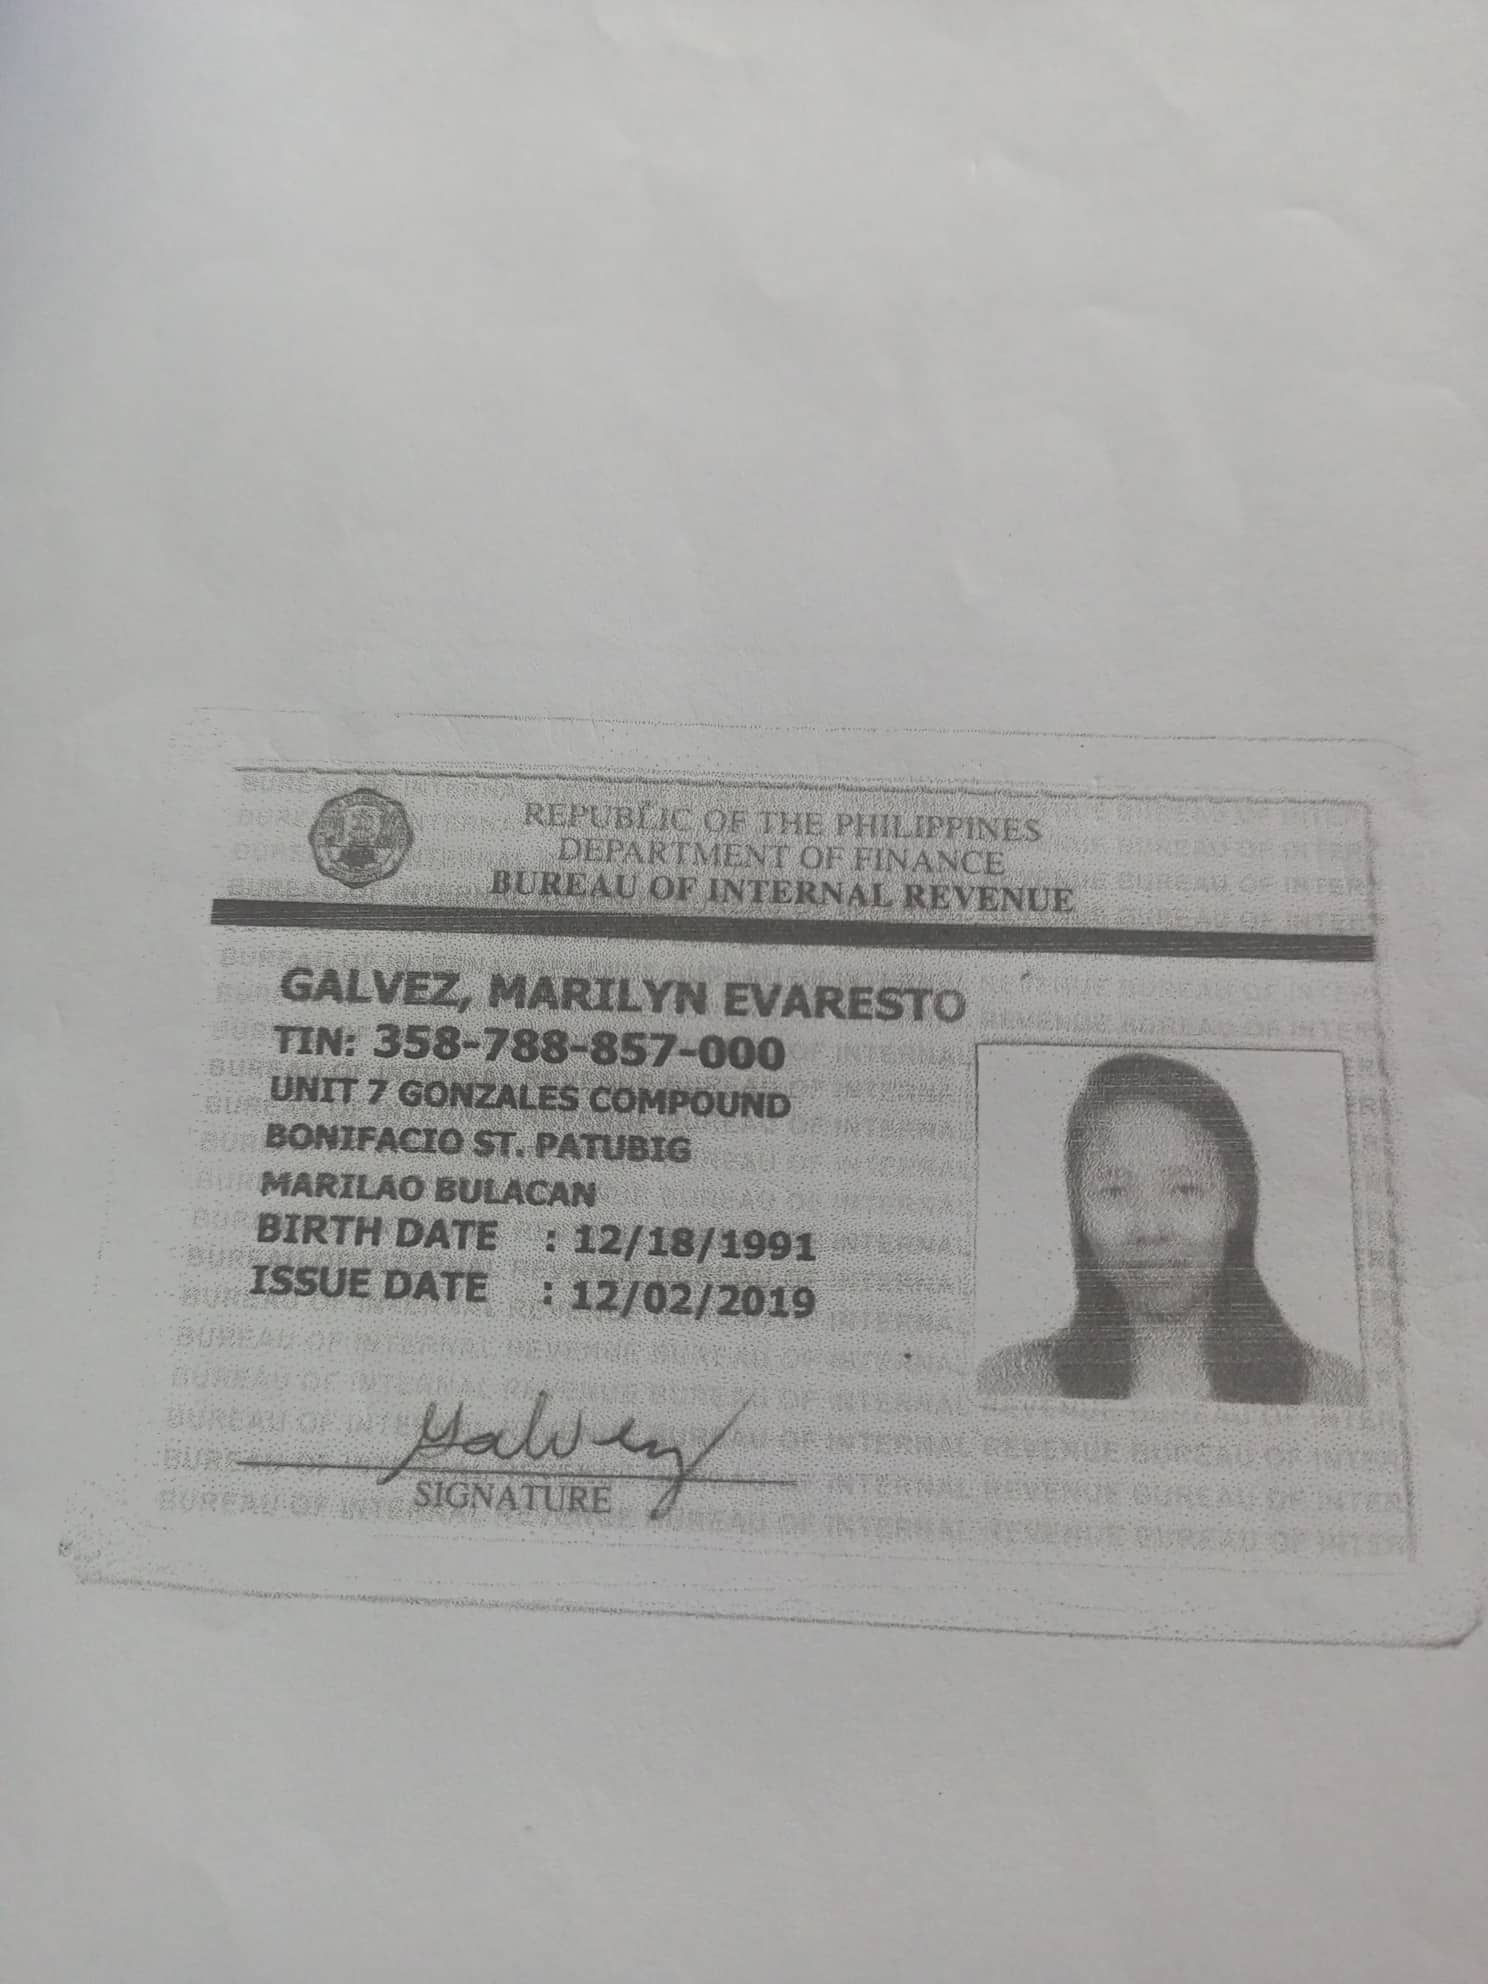 REPUBLIC OF THE PHILIPPINES
DEPARTMENT OF FINANCE
BUREAU OF INTERNAL REVENUE
GALVEZ, MARILYN EVARESTO
TIN: 358-788-857-000
UNIT 7 GONZALES COMPOUND
BONIFACIO ST. PATUBIG
MARILAO BULACAN
BIRTH DATE : 12/18/1991
ISSUE DATE : 12/02/2019
Galvez
SIGNATURE